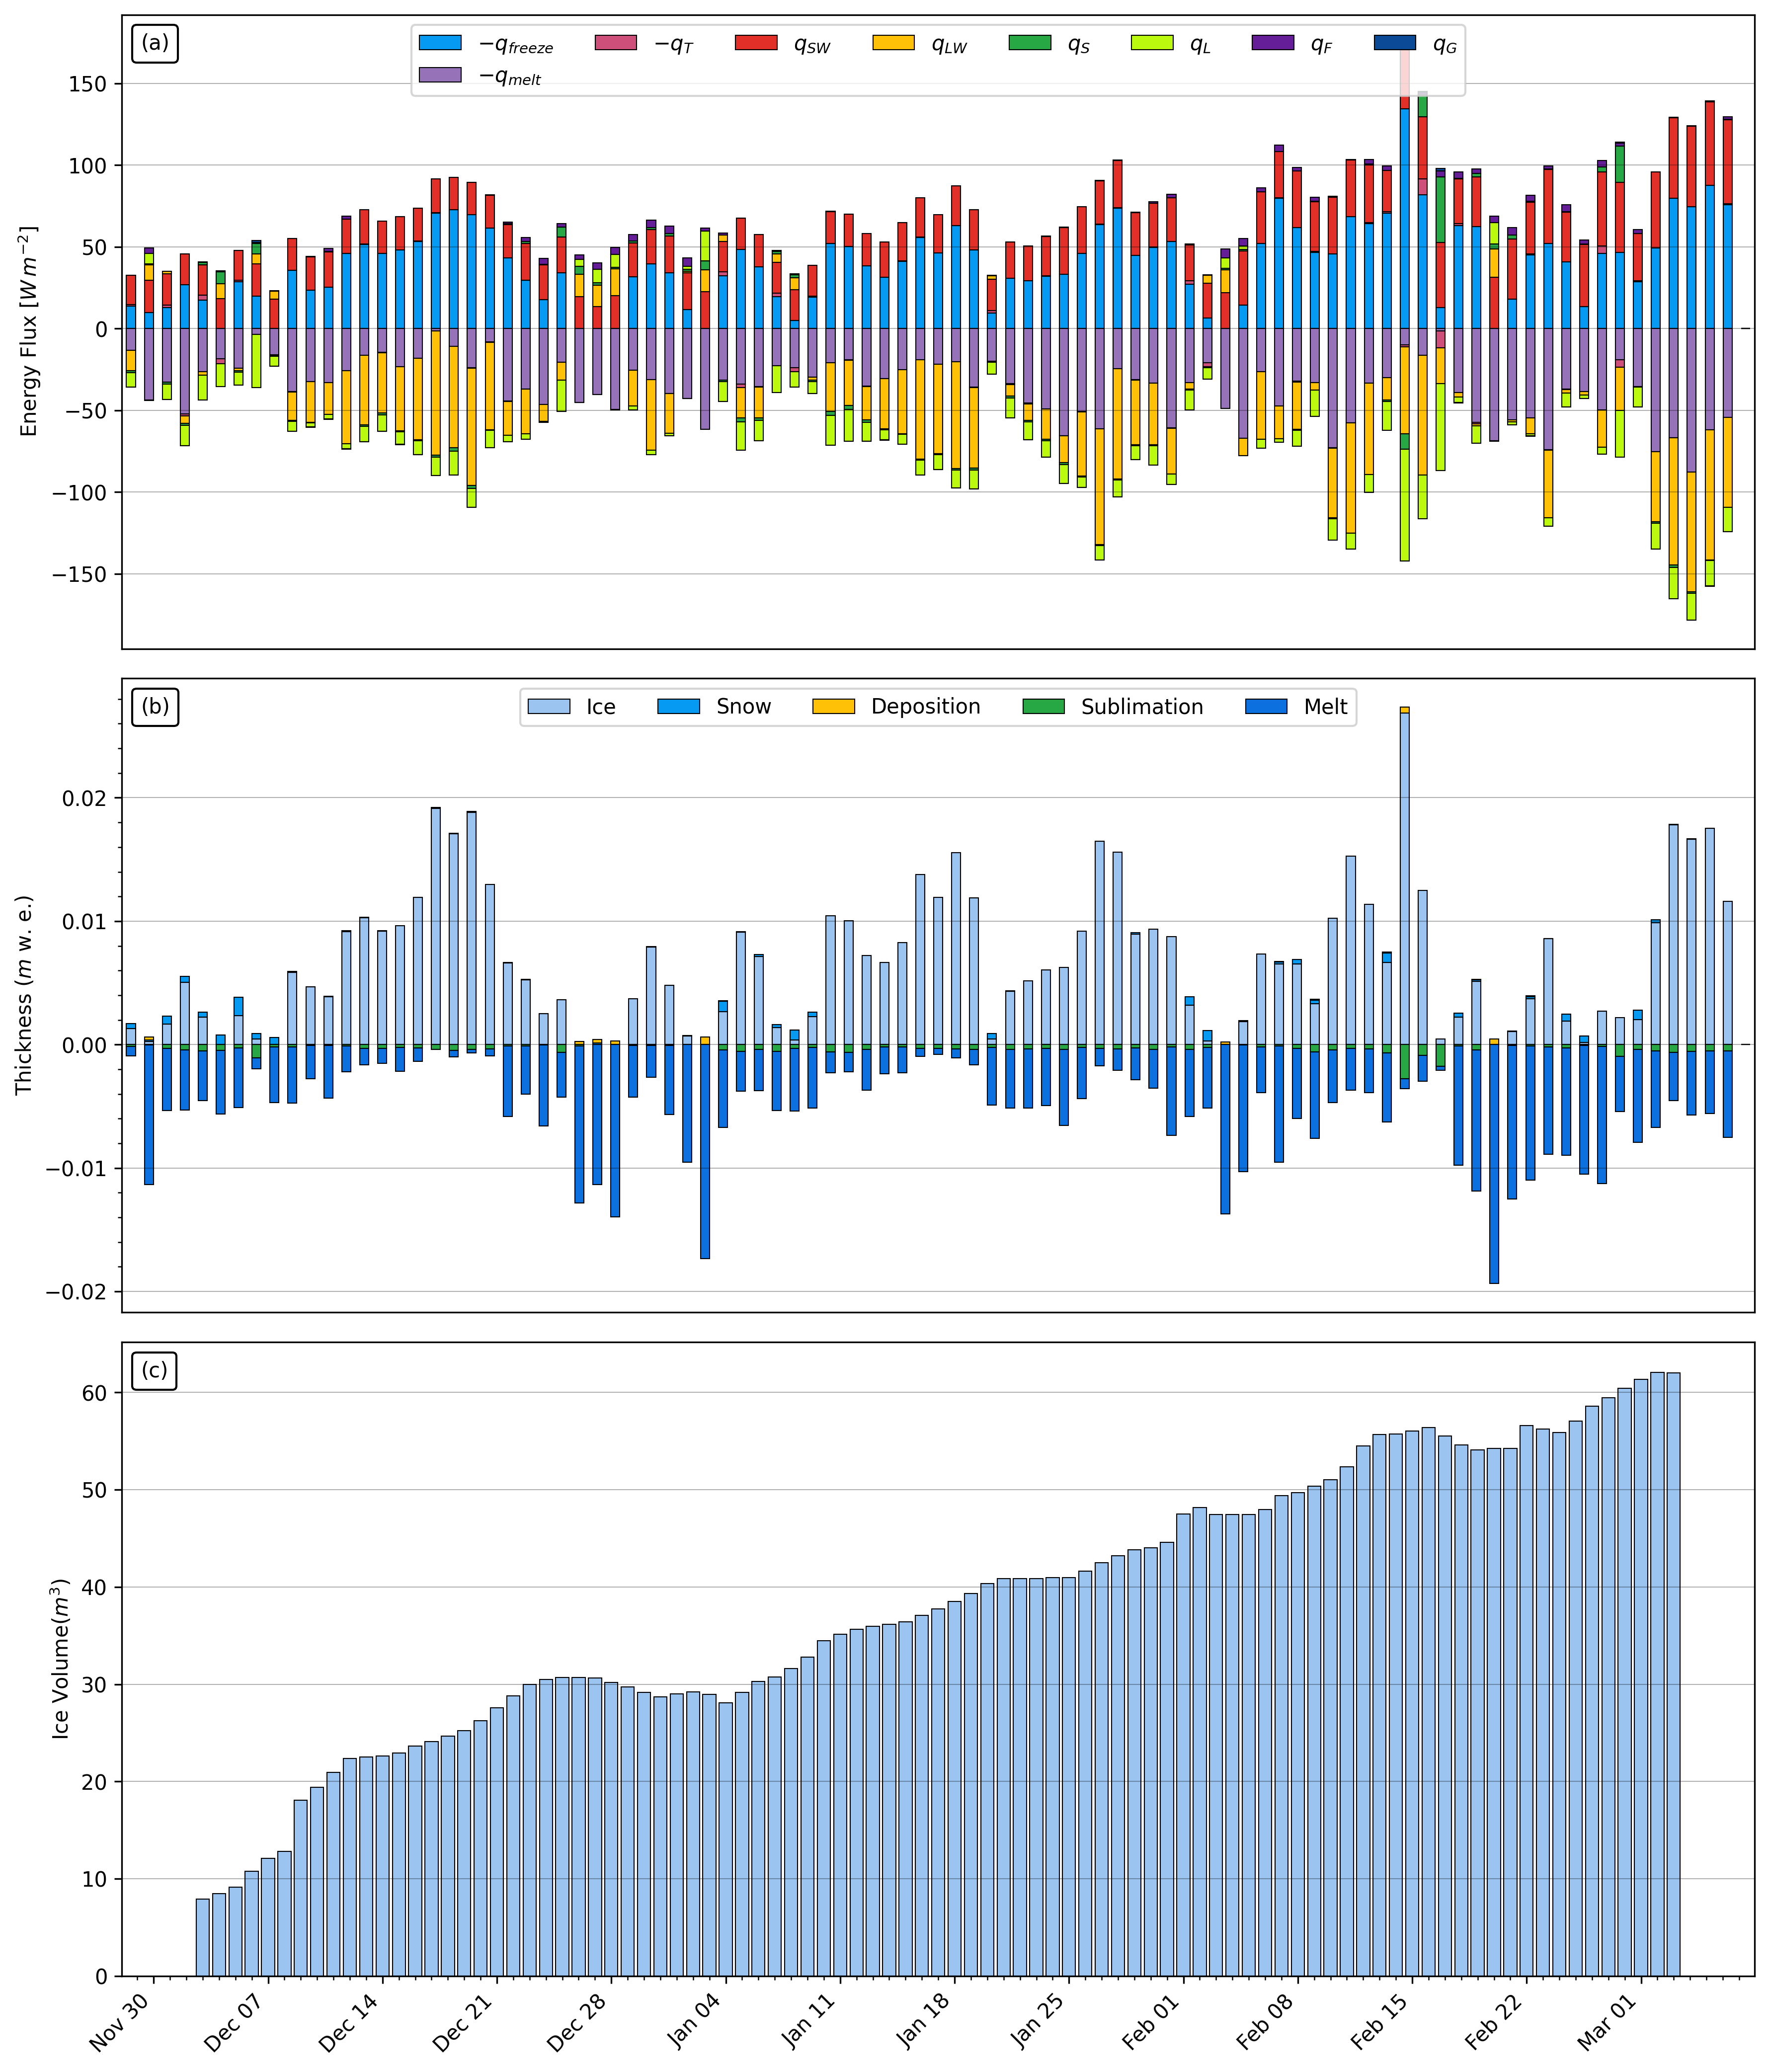 (a)
−q_freeze −q_T q_SW q_LW q_S q_L q_F q_G
−q_melt
Energy Flux [W m⁻²]
150
100
50
0
−50
−100
−150
(b)
Ice Snow Deposition Sublimation Melt
Thickness (m w. e.)
0.02
0.01
0.00
−0.01
−0.02
(c)
Ice Volume(m³)
60
50
40
30
20
10
0
Nov 30 Dec 07 Dec 14 Dec 21 Dec 28 Jan 04 Jan 11 Jan 18 Jan 25 Feb 01 Feb 08 Feb 15 Feb 22 Mar 01